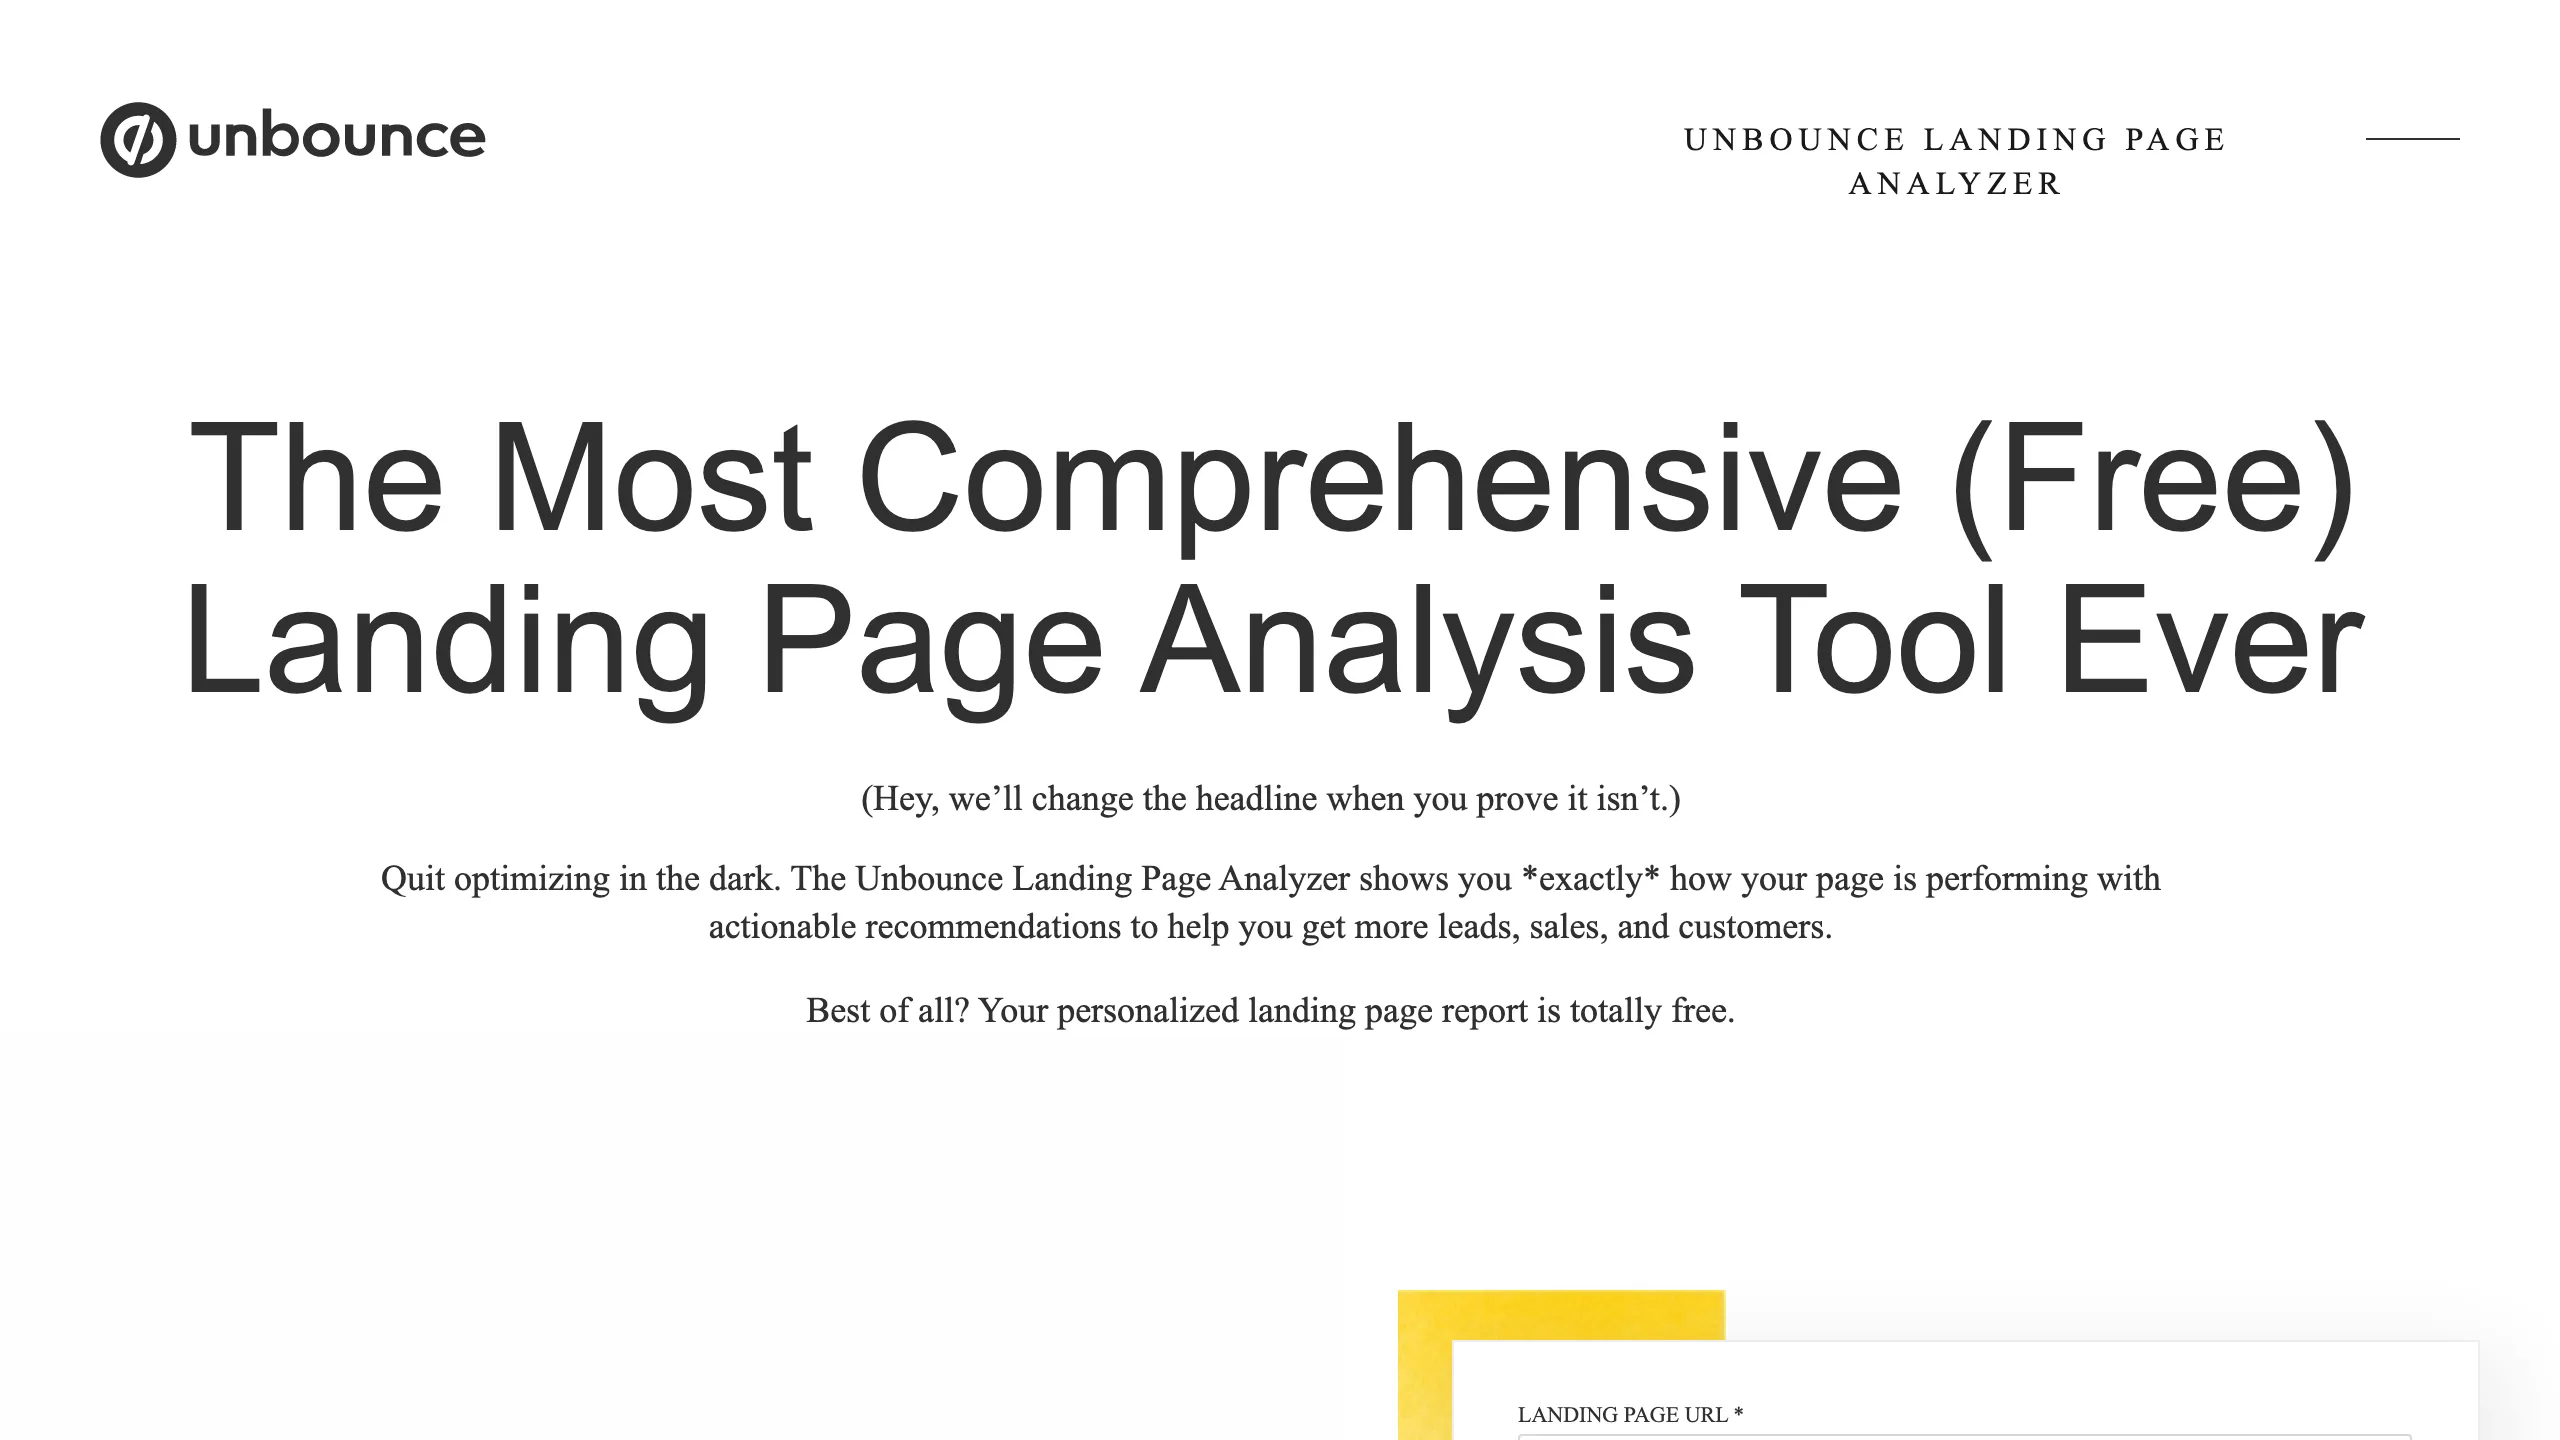 unbounce
UNBOUNCE LANDING PAGE
ANALYZER
The Most Comprehensive (Free)
Landing Page Analysis Tool Ever
(Hey, we’ll change the headline when you prove it isn’t.)
Quit optimizing in the dark. The Unbounce Landing Page Analyzer shows you *exactly* how your page is performing with
actionable recommendations to help you get more leads, sales, and customers.
Best of all? Your personalized landing page report is totally free.
LANDING PAGE URL *